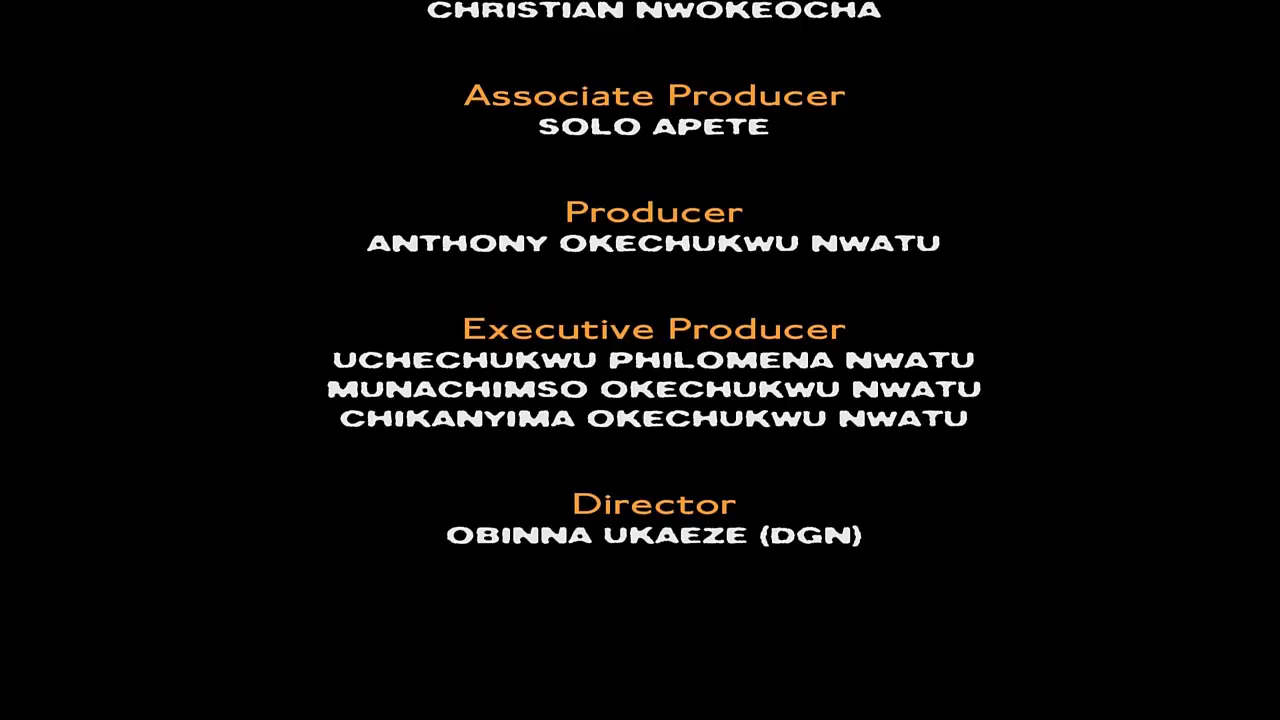 CHRISTIAN NWOKEOCHA
Associate Producer
SOLO APETE
Producer
ANTHONY OKECHUKWU NWATU
Executive Producer
UCHECHUKWU PHILOMENA NWATU
MUNACHIMSO OKECHUKWU NWATU
CHIKANYIMA OKECHUKWU NWATU
Director
OBINNA UKAEZE (DGN)